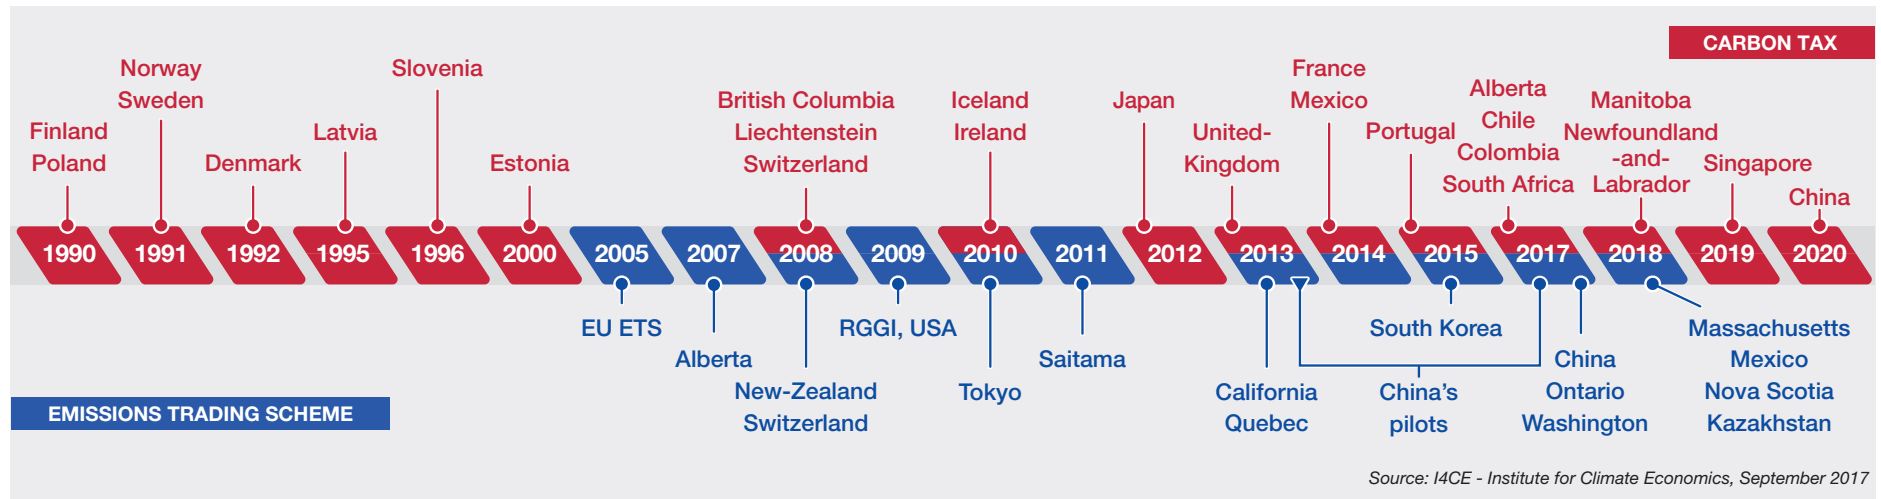 CARBON TAX
Finland
Poland
Norway
Sweden
Denmark
Latvia
Slovenia
Estonia
British Columbia
Liechtenstein
Switzerland
Iceland
Ireland
Japan
United-
Kingdom
France
Mexico
Portugal
Alberta
Chile
Colombia
South Africa
Manitoba
Newfoundland
-and-
Labrador
Singapore
China
1990 1991 1992 1995 1996 2000 2005 2007 2008 2009 2010 2011 2012 2013 2014 2015 2017 2018 2019 2020
EU ETS
Alberta
New-Zealand
Switzerland
RGGI, USA
Tokyo
Saitama
California
Quebec
China's
pilots
South Korea
China
Ontario
Washington
Massachusetts
Mexico
Nova Scotia
Kazakhstan
EMISSIONS TRADING SCHEME
Source: I4CE - Institute for Climate Economics, September 2017